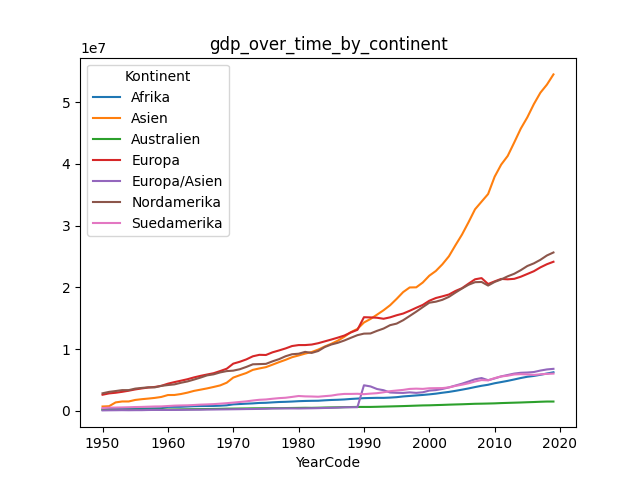 gdp_over_time_by_continent
1e7
Kontinent
Afrika
Asien
Australien
Europa
Europa/Asien
Nordamerika
Suedamerika
5
4
3
2
1
0
1950 1960 1970 1980 1990 2000 2010 2020
YearCode